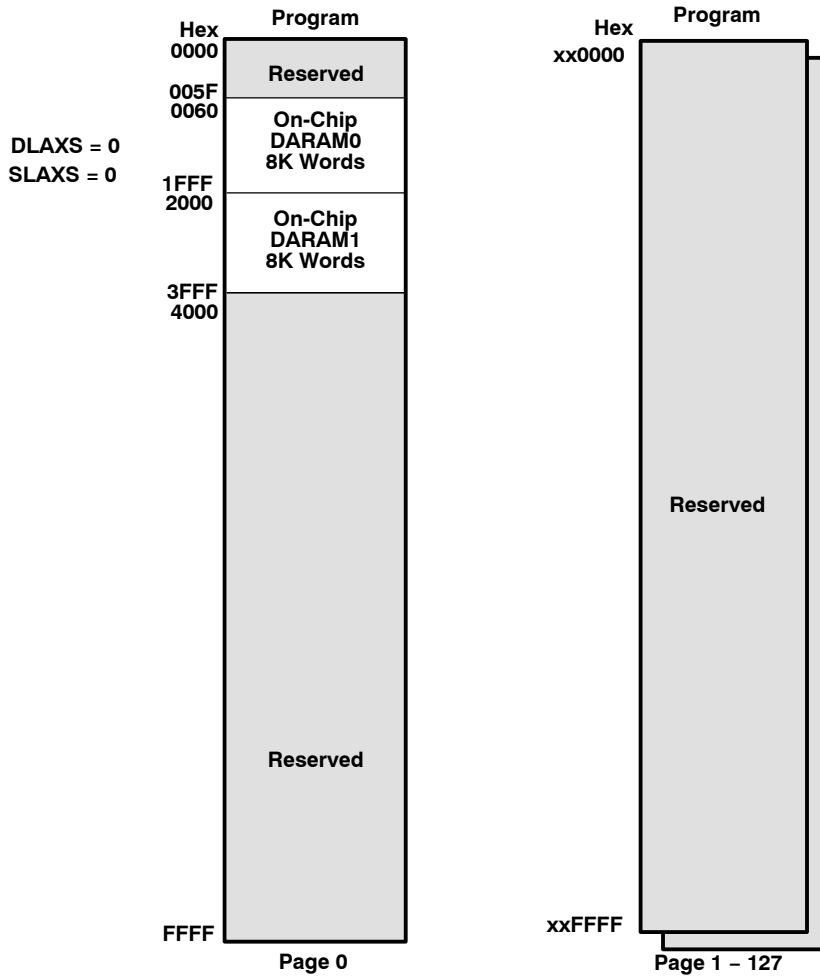 Program
Hex
0000
Reserved
005F
0060
On-Chip
DARAM0
8K Words
DLAXS = 0
SLAXS = 0
1FFF
2000
On-Chip
DARAM1
8K Words
3FFF
4000
Reserved
FFFF
Page 0
Program
Hex
xx0000
Reserved
xxFFFF
Page 1 – 127